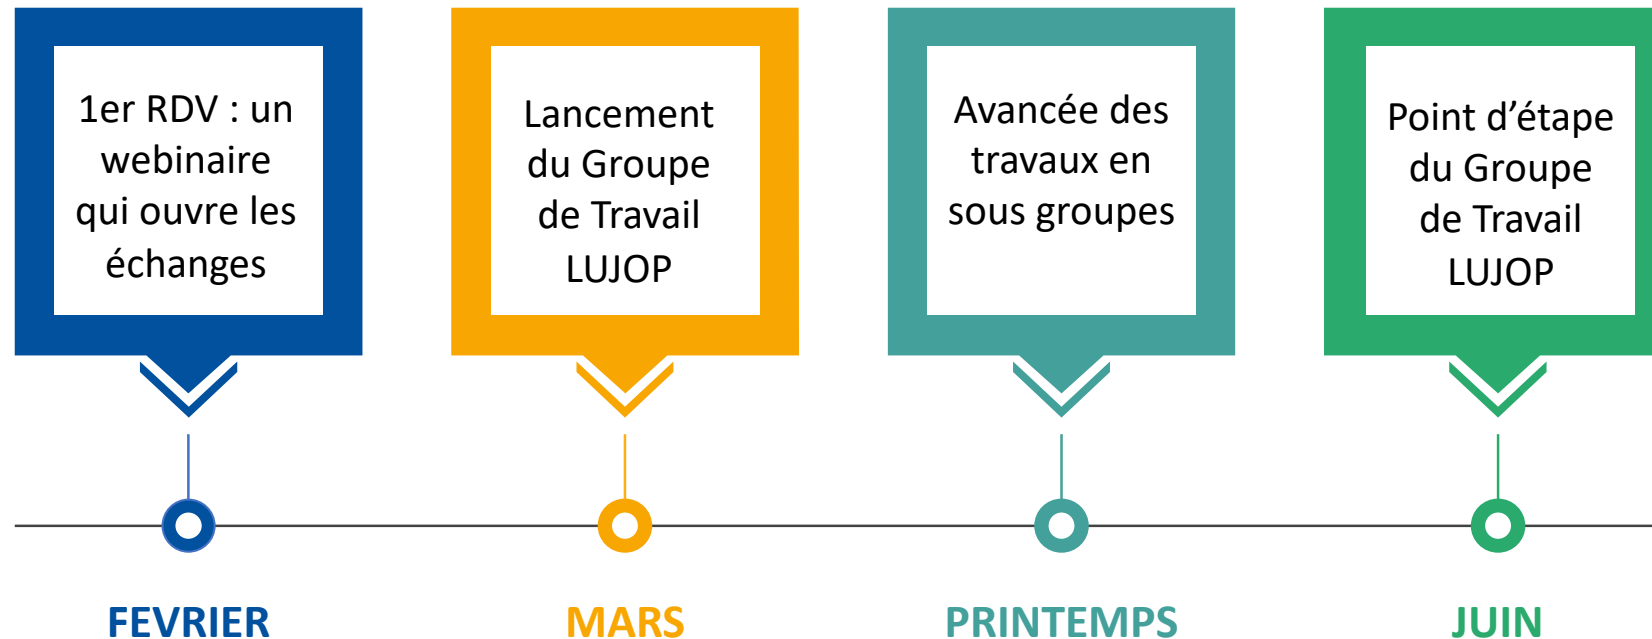 1er RDV : un
webinaire
qui ouvre les
échanges
Lancement
du Groupe
de Travail
LUJOP
Avancée des
travaux en
sous groupes
Point d’étape
du Groupe
de Travail
LUJOP
FEVRIER
MARS
PRINTEMPS
JUIN